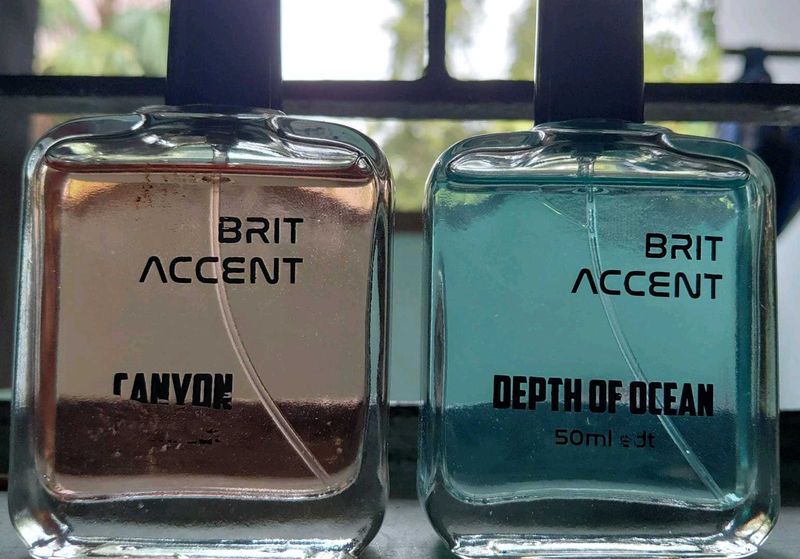 BRIT
ACCENT
CANYON
BRIT
ACCENT
DEPTH OF OCEAN
50ml edt